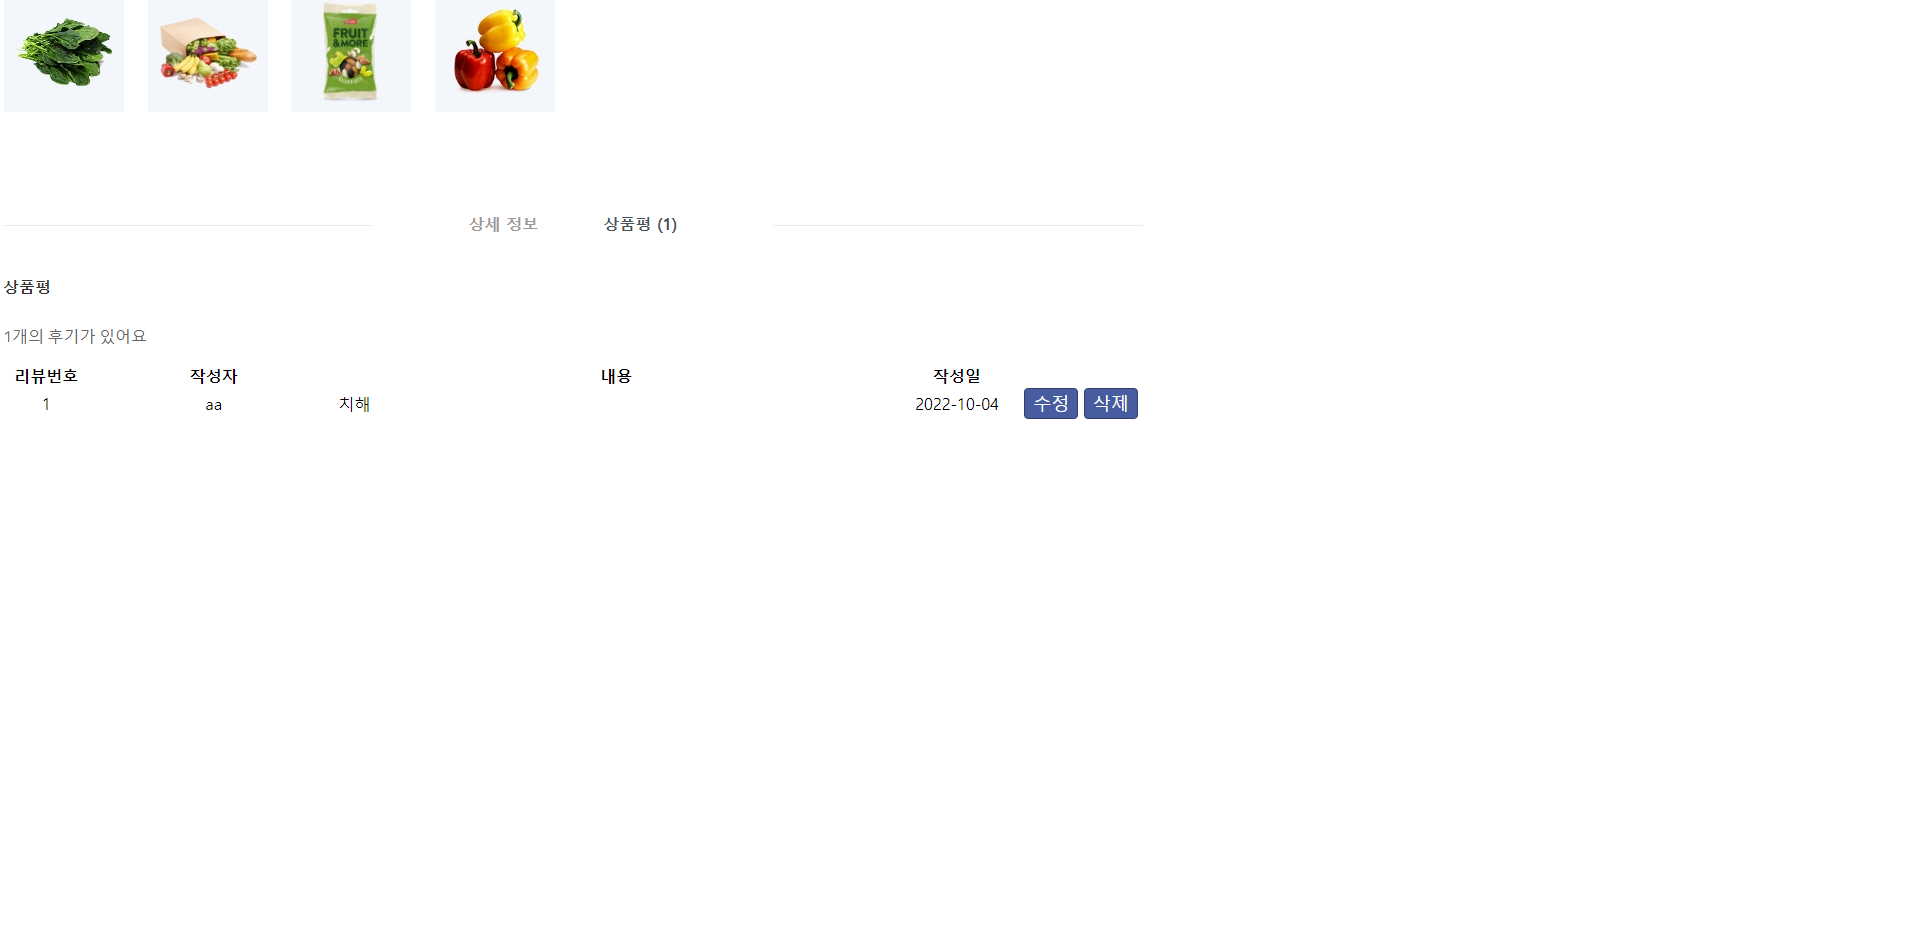 FRUIT
&MORE
상세 정보 상품평 (1)
상품평
1개의 후기가 있어요
리뷰번호 작성자 내용 작성일
1 aa 치해 2022-10-04 수정 삭제